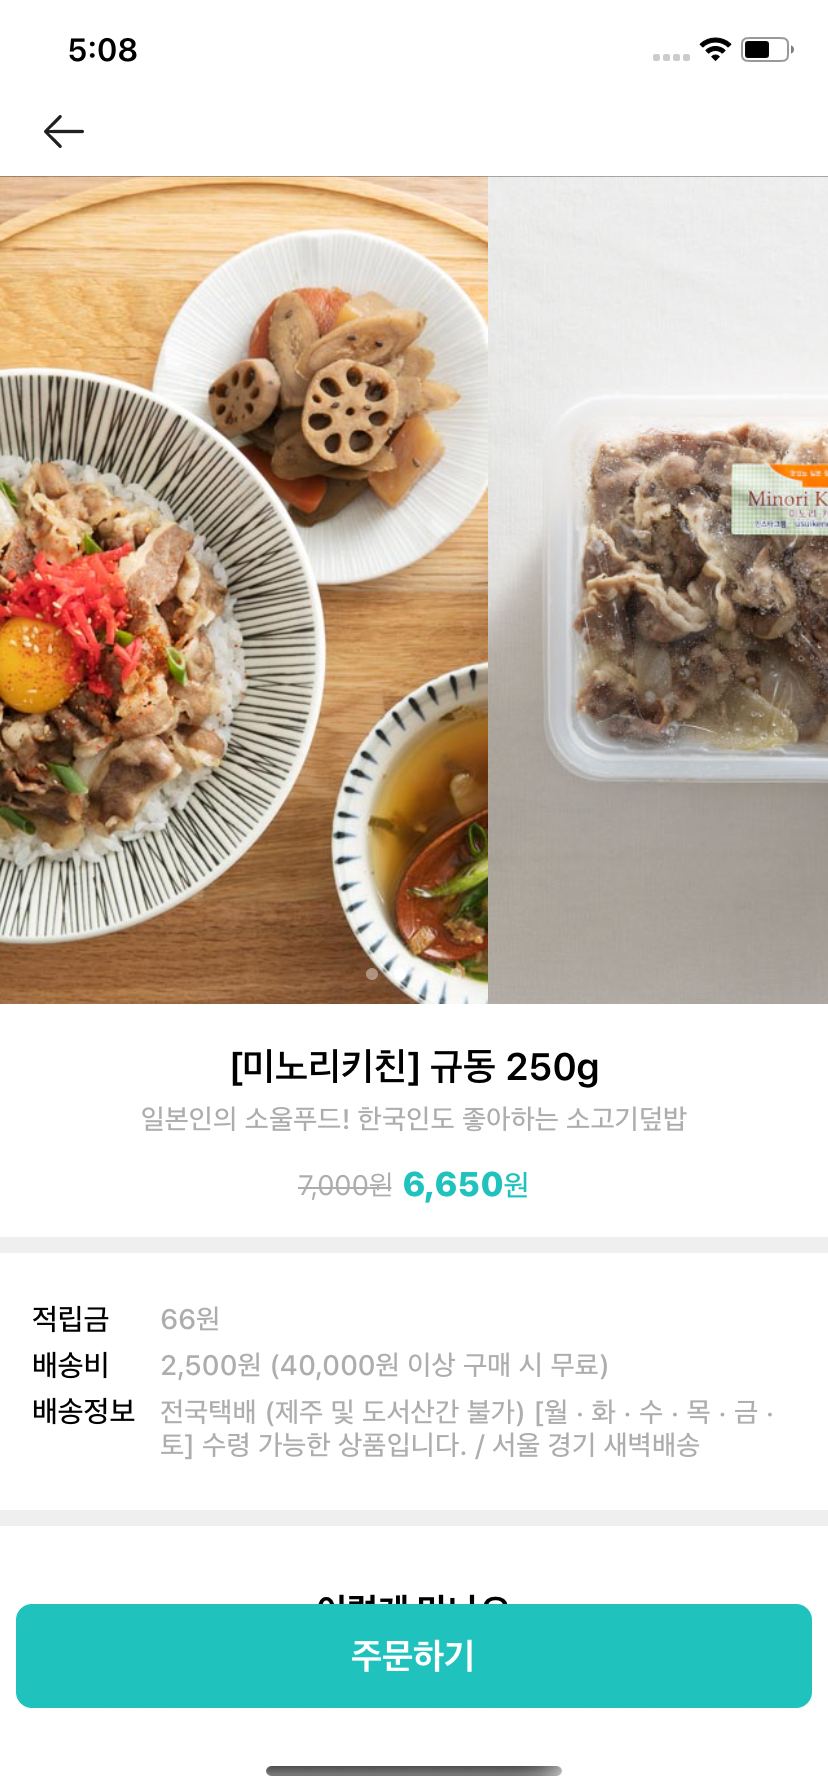 5:08
Minori K
[미노리키친] 규동 250g
일본인의 소울푸드! 한국인도 좋아하는 소고기덮밥
7,000원 6,650원
적립금 66원
배송비 2,500원 (40,000원 이상 구매 시 무료)
배송정보 전국택배 (제주 및 도서산간 불가) [월 · 화 · 수 · 목 · 금 ·
토] 수령 가능한 상품입니다. / 서울 경기 새벽배송
주문하기